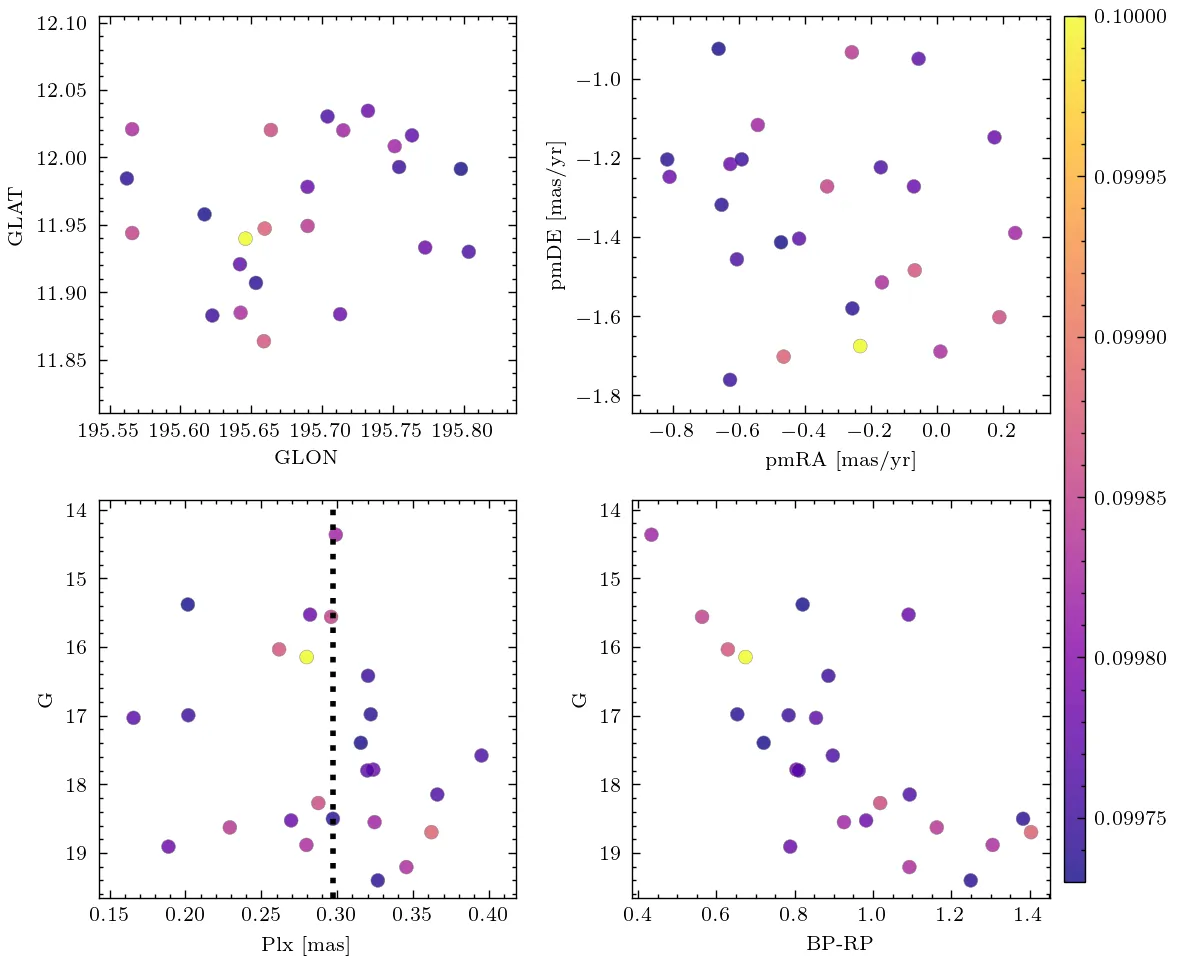 12.10
12.05
12.00
11.95
11.90
11.85
GLAT
195.55 195.60 195.65 195.70 195.75 195.80
GLON
−1.0
−1.2
−1.4
−1.6
−1.8
pmDE [mas/yr]
−0.8 −0.6 −0.4 −0.2 0.0 0.2
pmRA [mas/yr]
14
15
16
17
18
19
G
0.15 0.20 0.25 0.30 0.35 0.40
Plx [mas]
14
15
16
17
18
19
G
0.4 0.6 0.8 1.0 1.2 1.4
BP-RP
0.10000
0.09995
0.09990
0.09985
0.09980
0.09975